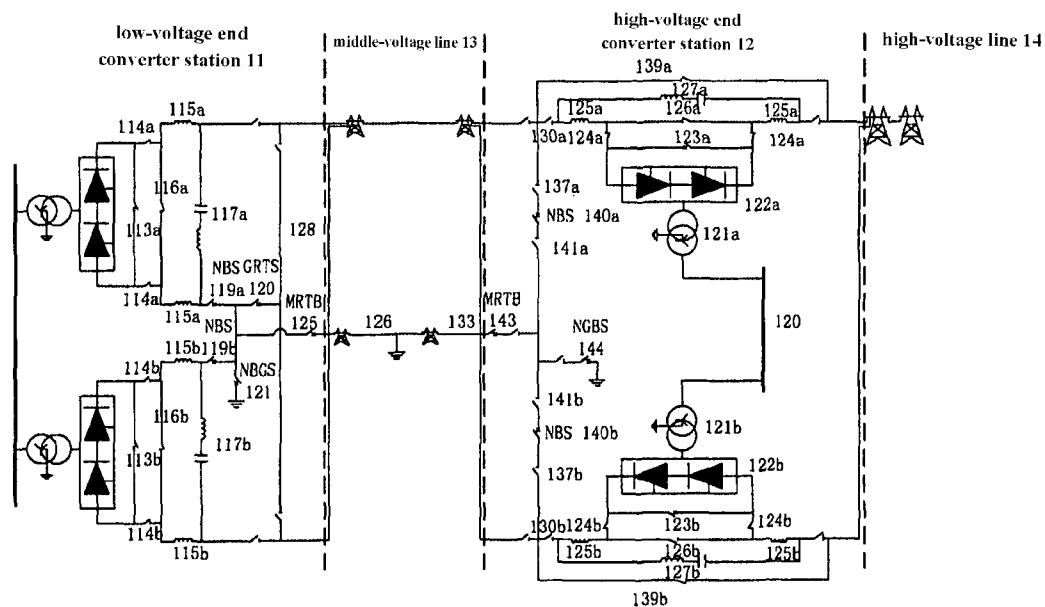 low-voltage end
converter station 11
middle-voltage line 13
high-voltage end
converter station 12
high-voltage line 14
139a
127a
115a
125a
126a
125a
114a
130a
124a
123a
124a
116a
137a
122a
117a
NBS 140a
113a
128
141a
121a
NBS GRTS
114a
119a
120
MRTB
MRTB
115a
125
126
133
143
120
NBS
NGBS
115b
119b
144
114b
NBGS
121
141b
116b
121b
NBS 140b
117b
113b
122b
137b
130b
124b
123b
124b
114b
125b
126b
125b
115b
127b
139b